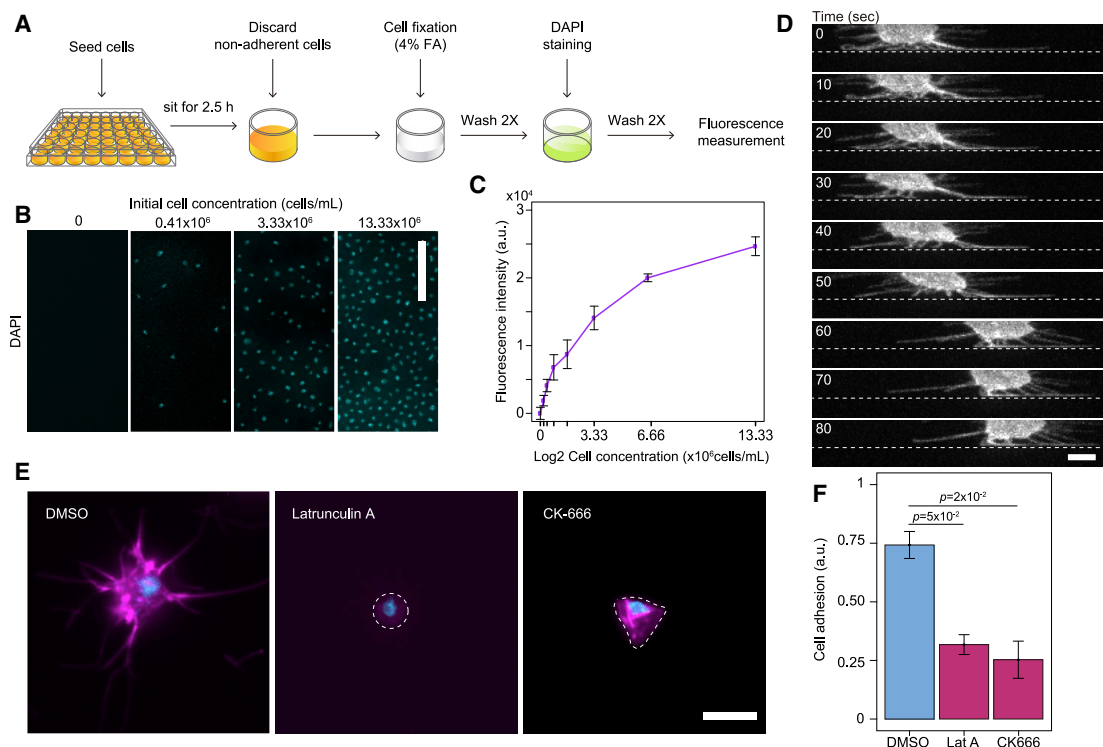 A
Seed cells
Discard
non-adherent cells
Cell fixation
(4% FA)
DAPI
staining
sit for 2.5 h
Wash 2X
Wash 2X
Fluorescence
measurement
B
Initial cell concentration (cells/mL)
0
0.41x10⁶
3.33x10⁶
13.33x10⁶
DAPI
C
x10⁴
Fluorescence intensity (a.u.)
3
2
1
0
0
3.33
6.66
13.33
Log2 Cell concentration (x10⁶cells/mL)
D
Time (sec)
0
10
20
30
40
50
60
70
80
E
DMSO
Latrunculin A
CK-666
F
Cell adhesion (a.u.)
1
0.75
0.50
0.25
0
p=2x10⁻²
p=5x10⁻²
DMSO
Lat A
CK666